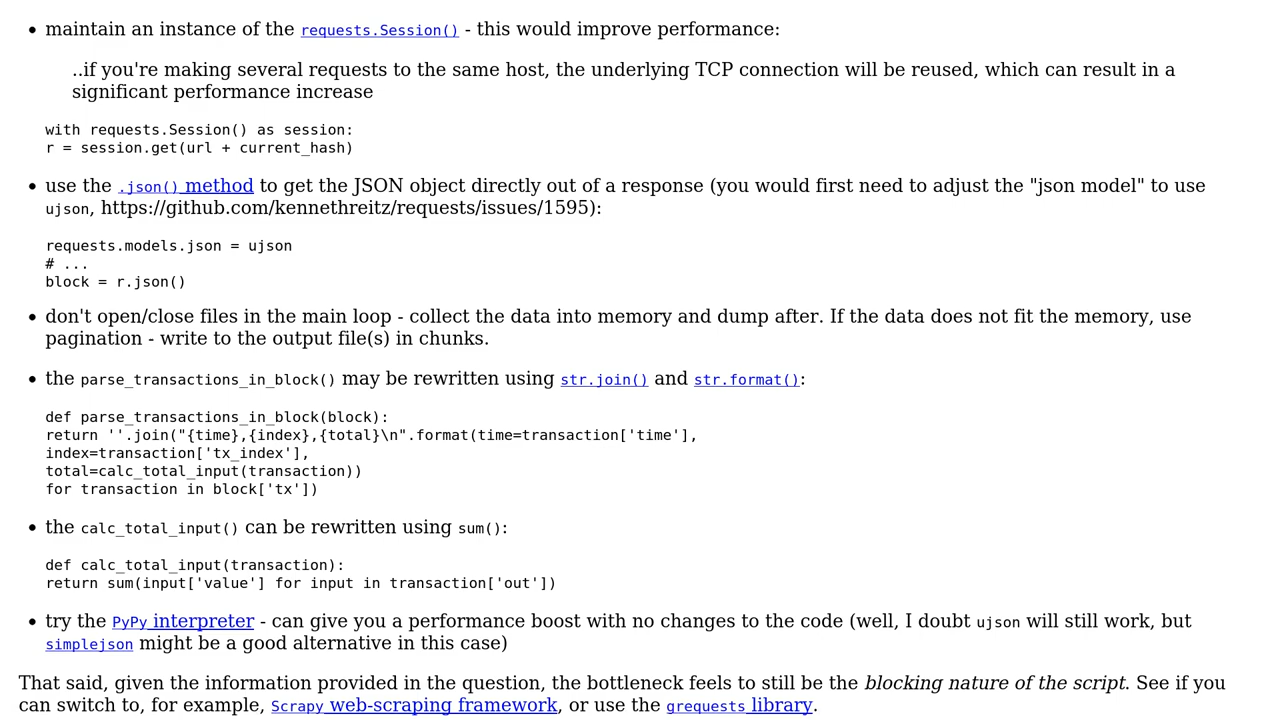 • maintain an instance of the requests.Session() - this would improve performance:
..if you're making several requests to the same host, the underlying TCP connection will be reused, which can result in a
significant performance increase
with requests.Session() as session:
r = session.get(url + current_hash)
• use the .json() method to get the JSON object directly out of a response (you would first need to adjust the "json model" to use
ujson, https://github.com/kennethreitz/requests/issues/1595):
requests.models.json = ujson
# ...
block = r.json()
• don't open/close files in the main loop - collect the data into memory and dump after. If the data does not fit the memory, use
pagination - write to the output file(s) in chunks.
• the parse_transactions_in_block() may be rewritten using str.join() and str.format():
def parse_transactions_in_block(block):
return ''.join("{time},{index},{total}\n".format(time=transaction['time'],
index=transaction['tx_index'],
total=calc_total_input(transaction))
for transaction in block['tx'])
• the calc_total_input() can be rewritten using sum():
def calc_total_input(transaction):
return sum(input['value'] for input in transaction['out'])
• try the PyPy interpreter - can give you a performance boost with no changes to the code (well, I doubt ujson will still work, but
simplejson might be a good alternative in this case)
That said, given the information provided in the question, the bottleneck feels to still be the blocking nature of the script. See if you
can switch to, for example, Scrapy web-scraping framework, or use the grequests library.